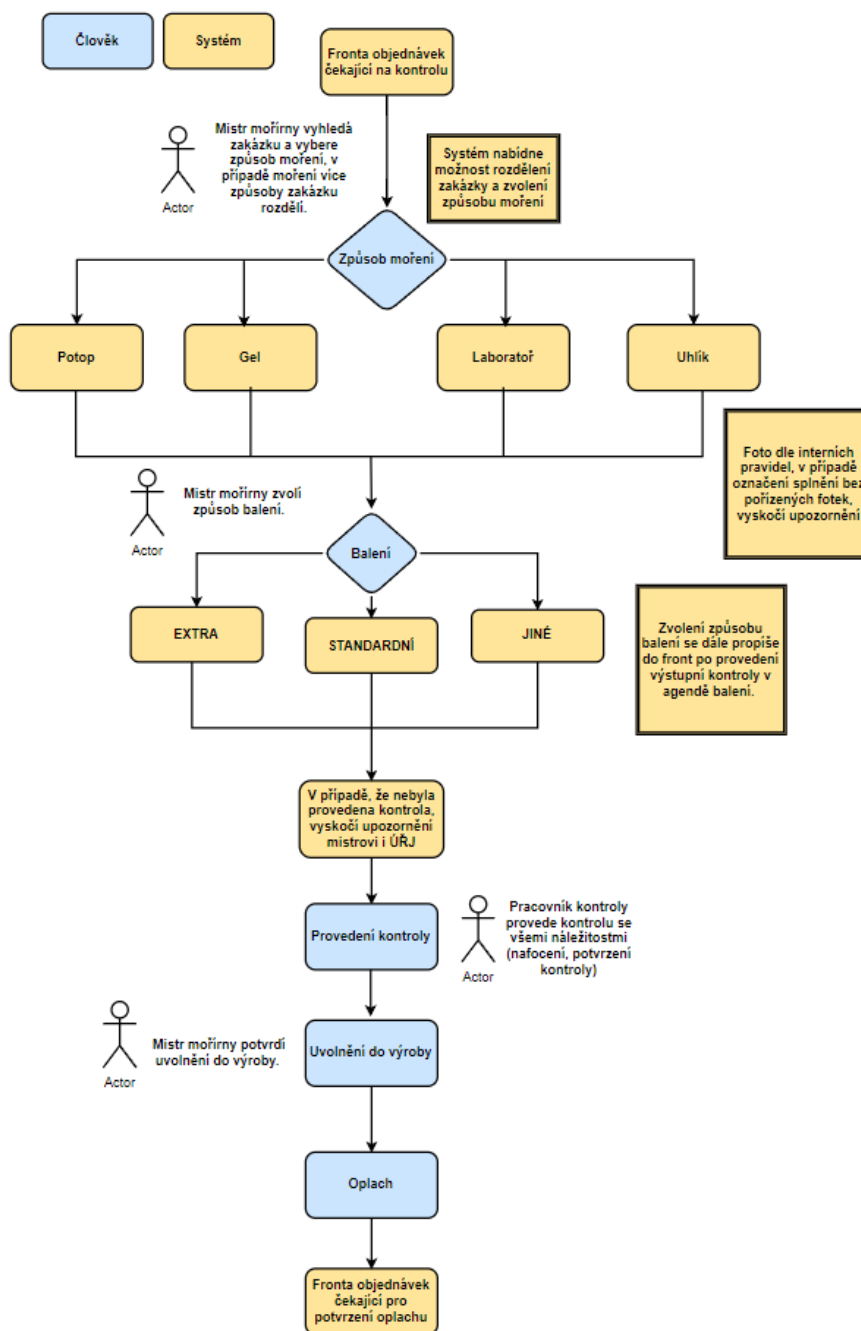 Člověk
Systém
Fronta objednávek
čekající na kontrolu
Mistr mořírny vyhledá
zakázku a vybere
způsob moření, v
případě moření více
způsoby zakázku
rozdělí.
Actor
Systém nabídne
možnost rozdělení
zakázky a zvolení
způsobu moření
Způsob moření
Potop
Gel
Laboratoř
Uhlík
Foto dle interních
pravidel, v případě
označení splnění bez
pořízených fotek,
vyskočí upozornění
Mistr mořírny zvolí
způsob balení.
Actor
Balení
EXTRA
STANDARDNÍ
JINÉ
Zvolení způsobu
balení se dále propíše
do front po provedení
výstupní kontroly v
agendě balení.
V případě, že nebyla
provedena kontrola,
vyskočí upozornění
mistrovi i ÚŘJ
Provedení kontroly
Pracovník kontroly
provede kontrolu se
všemi náležitostmi
(nafocení, potvrzení
kontroly)
Actor
Mistr mořírny potvrdí
uvolnění do výroby.
Actor
Uvolnění do výroby
Oplach
Fronta objednávek
čekající pro
potvrzení oplachu